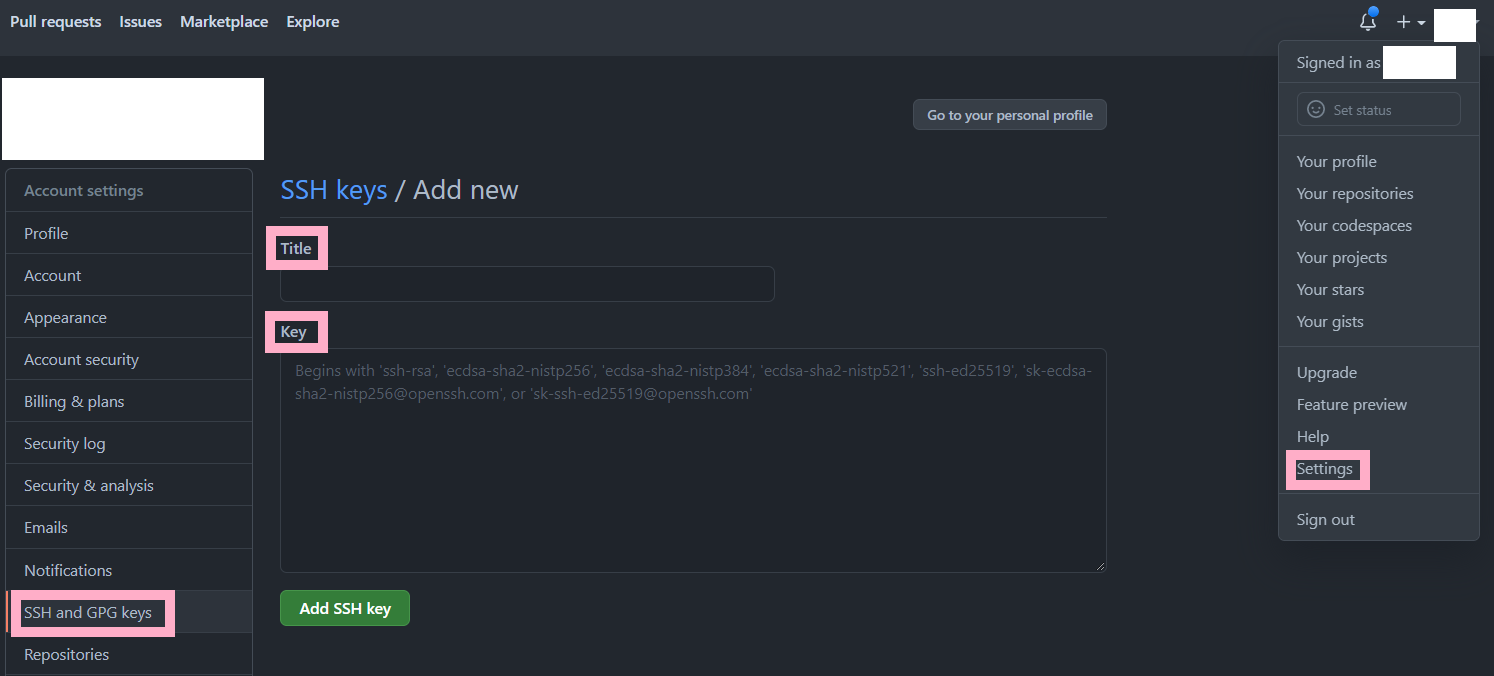 Pull requests Issues Marketplace Explore
Signed in as
Set status
Your profile
Your repositories
Your codespaces
Your projects
Your stars
Your gists
Upgrade
Feature preview
Help
Settings
Sign out
Go to your personal profile
Account settings
Profile
Account
Appearance
Account security
Billing & plans
Security log
Security & analysis
Emails
Notifications
SSH and GPG keys
Repositories
SSH keys / Add new
Title
Key
Begins with 'ssh-rsa', 'ecdsa-sha2-nistp256', 'ecdsa-sha2-nistp384', 'ecdsa-sha2-nistp521', 'ssh-ed25519', 'sk-ecdsa-
sha2-nistp256@openssh.com', or 'sk-ssh-ed25519@openssh.com'
Add SSH key